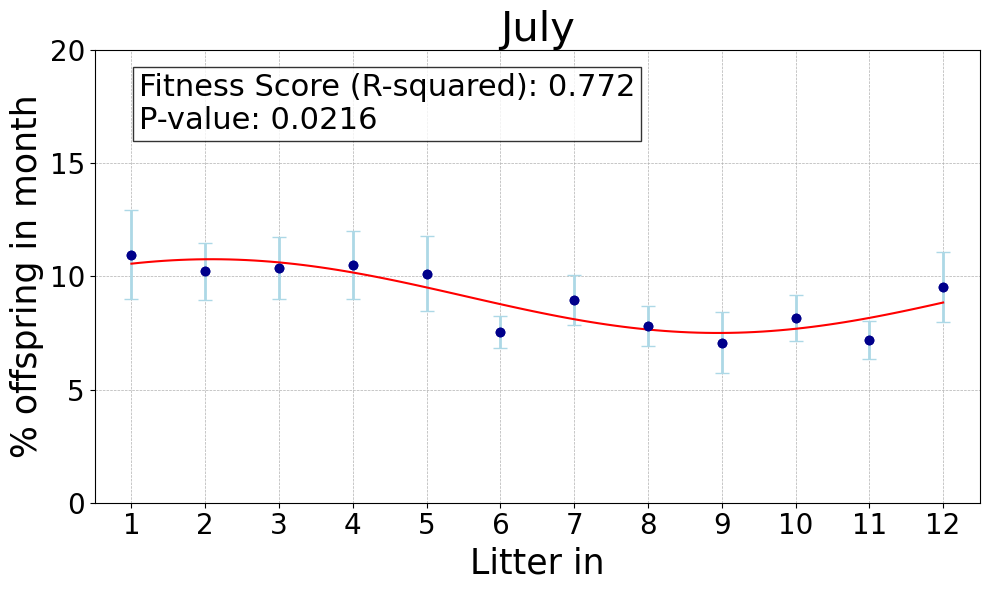 July
Fitness Score (R-squared): 0.772
P-value: 0.0216
% offspring in month
20
15
10
5
0
1 2 3 4 5 6 7 8 9 10 11 12
Litter in